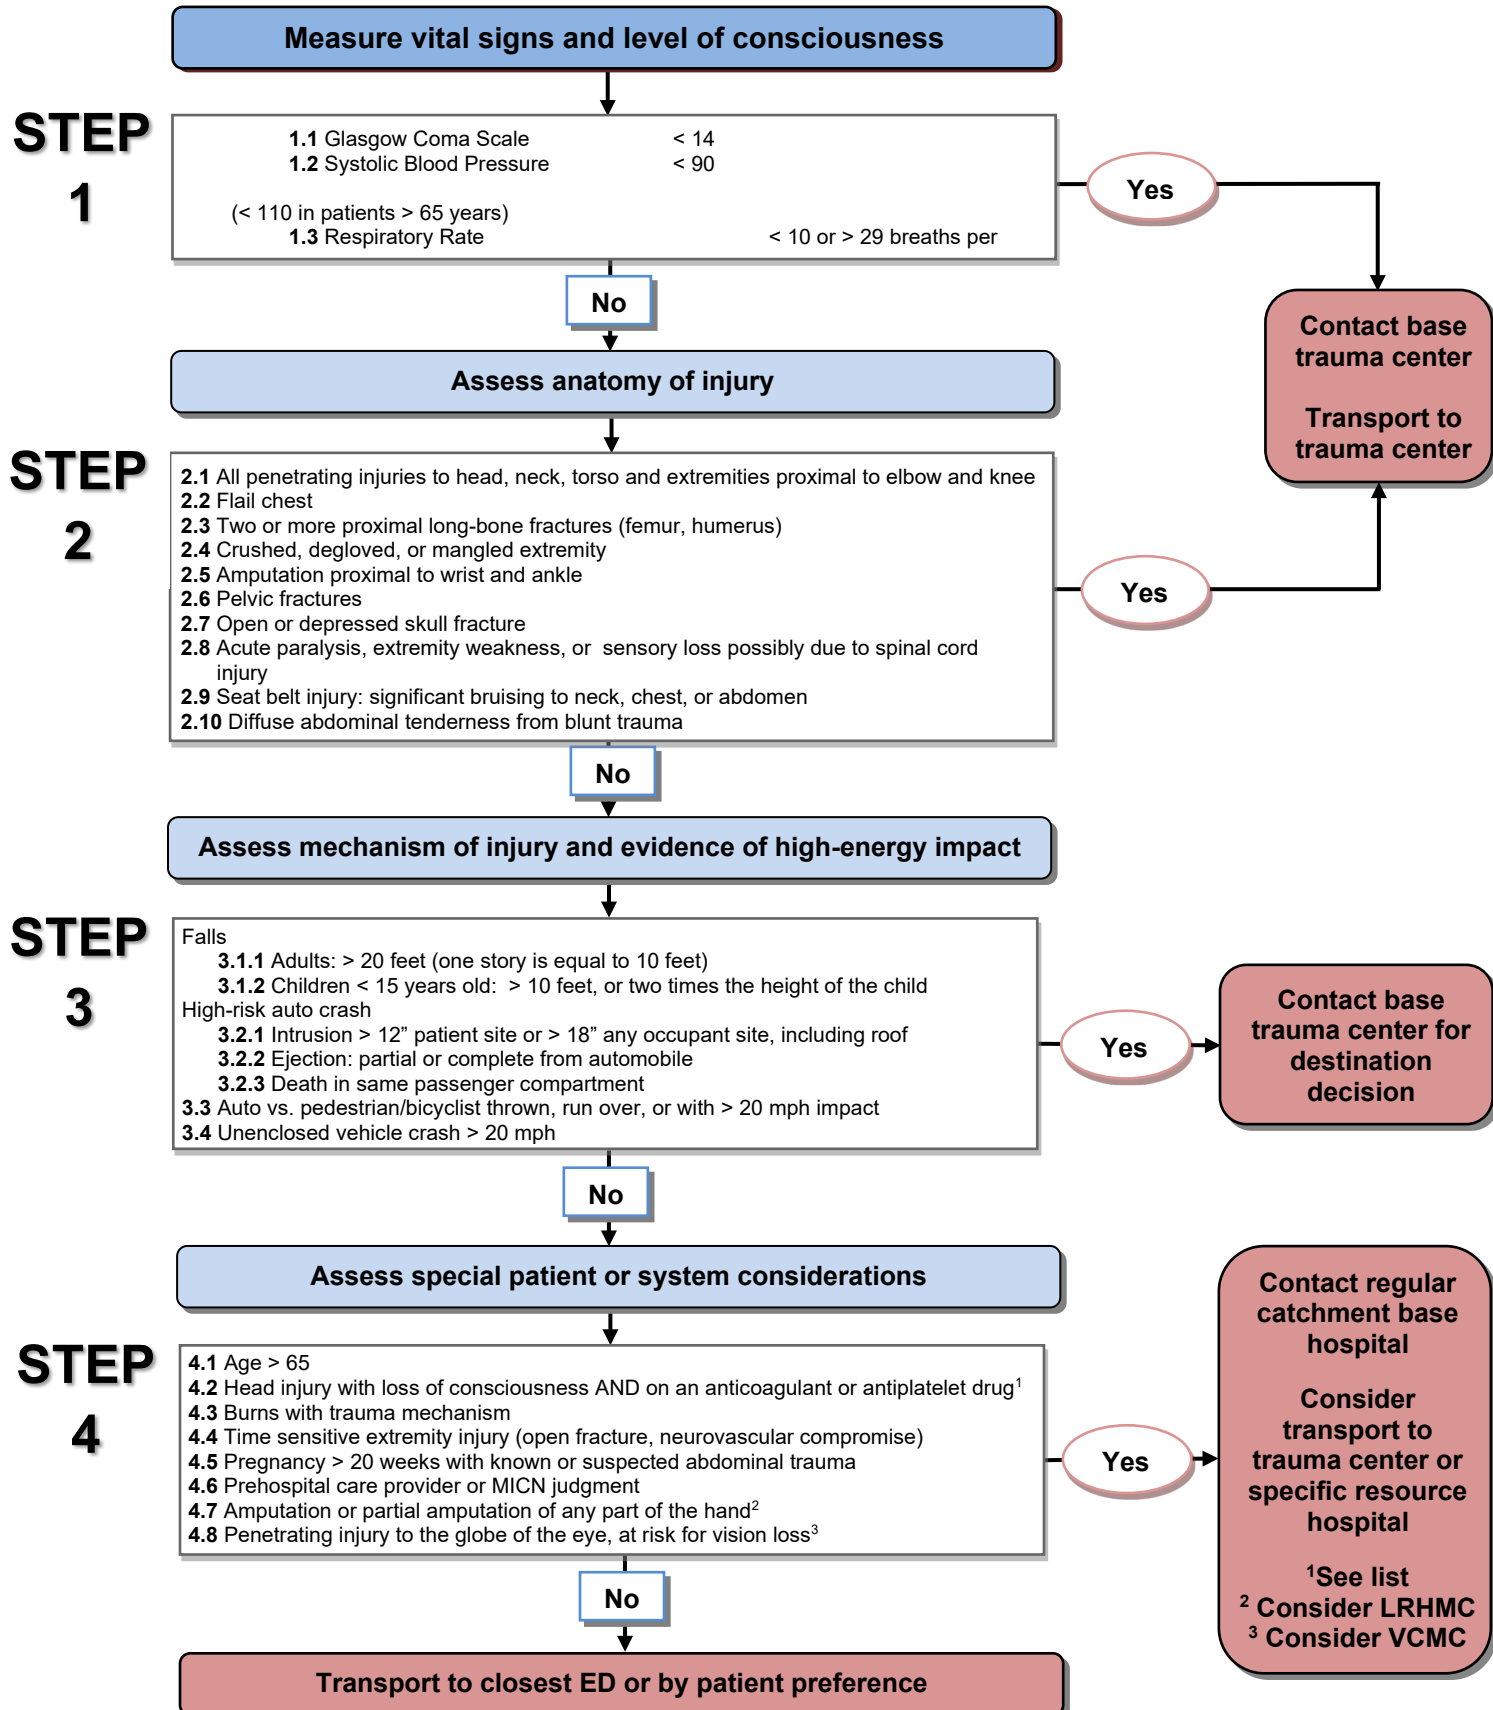 Measure vital signs and level of consciousness
STEP
1
1.1 Glasgow Coma Scale < 14
1.2 Systolic Blood Pressure < 90
(< 110 in patients > 65 years)
1.3 Respiratory Rate < 10 or > 29 breaths per
Yes
No
Contact base
trauma center
Transport to
trauma center
Assess anatomy of injury
STEP
2
2.1 All penetrating injuries to head, neck, torso and extremities proximal to elbow and knee
2.2 Flail chest
2.3 Two or more proximal long-bone fractures (femur, humerus)
2.4 Crushed, degloved, or mangled extremity
2.5 Amputation proximal to wrist and ankle
2.6 Pelvic fractures
2.7 Open or depressed skull fracture
2.8 Acute paralysis, extremity weakness, or  sensory loss possibly due to spinal cord
injury
2.9 Seat belt injury: significant bruising to neck, chest, or abdomen
2.10 Diffuse abdominal tenderness from blunt trauma
Yes
No
Assess mechanism of injury and evidence of high-energy impact
STEP
3
Falls
3.1.1 Adults: > 20 feet (one story is equal to 10 feet)
3.1.2 Children < 15 years old:  > 10 feet, or two times the height of the child
High-risk auto crash
3.2.1 Intrusion > 12” patient site or > 18” any occupant site, including roof
3.2.2 Ejection: partial or complete from automobile
3.2.3 Death in same passenger compartment
3.3 Auto vs. pedestrian/bicyclist thrown, run over, or with > 20 mph impact
3.4 Unenclosed vehicle crash > 20 mph
Yes
Contact base
trauma center for
destination
decision
No
Assess special patient or system considerations
STEP
4
4.1 Age > 65
4.2 Head injury with loss of consciousness AND on an anticoagulant or antiplatelet drug¹
4.3 Burns with trauma mechanism
4.4 Time sensitive extremity injury (open fracture, neurovascular compromise)
4.5 Pregnancy > 20 weeks with known or suspected abdominal trauma
4.6 Prehospital care provider or MICN judgment
4.7 Amputation or partial amputation of any part of the hand²
4.8 Penetrating injury to the globe of the eye, at risk for vision loss³
Yes
Contact regular
catchment base
hospital
Consider
transport to
trauma center or
specific resource
hospital
¹See list
² Consider LRHMC
³ Consider VCMC
No
Transport to closest ED or by patient preference